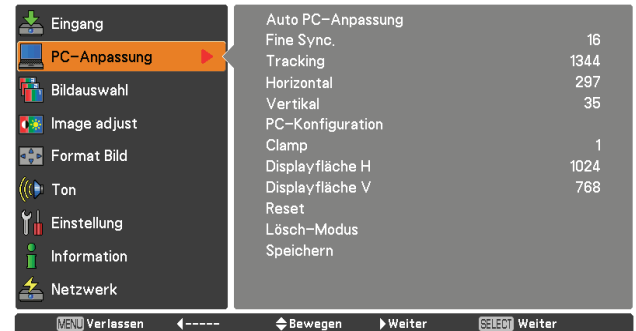 Eingang
PC-Anpassung
Bildauswahl
Image adjust
Format Bild
Ton
Einstellung
Information
Netzwerk
Auto PC-Anpassung
Fine Sync. 16
Tracking 1344
Horizontal 297
Vertikal 35
PC-Konfiguration
Clamp 1
Displayfläche H 1024
Displayfläche V 768
Reset
Lösch-Modus
Speichern
MENU Verlassen ◀----- ◆Bewegen ▶Weiter SELECT Weiter